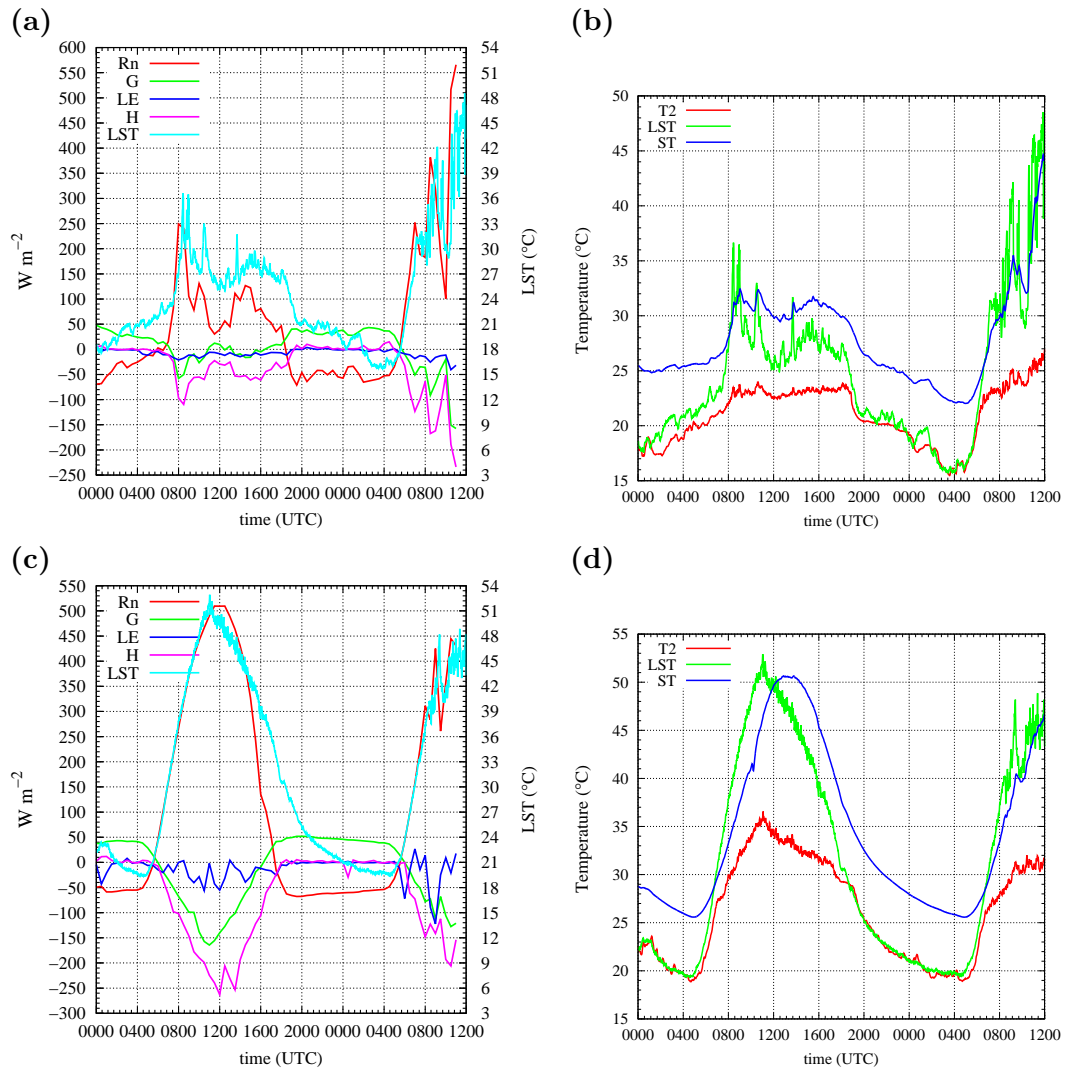 (a)
600
550
500
450
400
350
300
250
200
150
100
50
0
−50
−100
−150
−200
−250
W m−2
Rn
G
LE
H
LST
54
51
48
45
42
39
36
33
30
27
24
21
18
15
12
9
6
3
LST (°C)
0000 0400 0800 1200 1600 2000 0000 0400 0800 1200
time (UTC)
(b)
50
45
40
35
30
25
20
15
Temperature (°C)
T2
LST
ST
0000 0400 0800 1200 1600 2000 0000 0400 0800 1200
time (UTC)
(c)
550
500
450
400
350
300
250
200
150
100
50
0
−50
−100
−150
−200
−250
−300
W m−2
Rn
G
LE
H
LST
54
51
48
45
42
39
36
33
30
27
24
21
18
15
12
9
6
3
LST (°C)
0000 0400 0800 1200 1600 2000 0000 0400 0800 1200
time (UTC)
(d)
55
50
45
40
35
30
25
20
15
Temperature (°C)
T2
LST
ST
0000 0400 0800 1200 1600 2000 0000 0400 0800 1200
time (UTC)